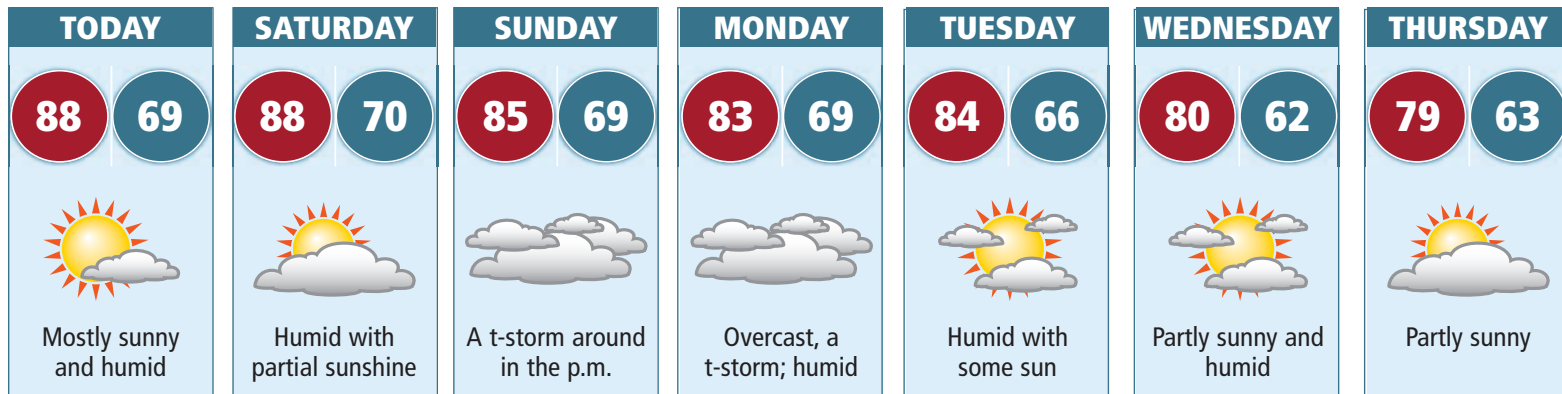 TODAY
88 69
Mostly sunny
and humid
SATURDAY
88 70
Humid with
partial sunshine
SUNDAY
85 69
A t-storm around
in the p.m.
MONDAY
83 69
Overcast, a
t-storm; humid
TUESDAY
84 66
Humid with
some sun
WEDNESDAY
80 62
Partly sunny and
humid
THURSDAY
79 63
Partly sunny